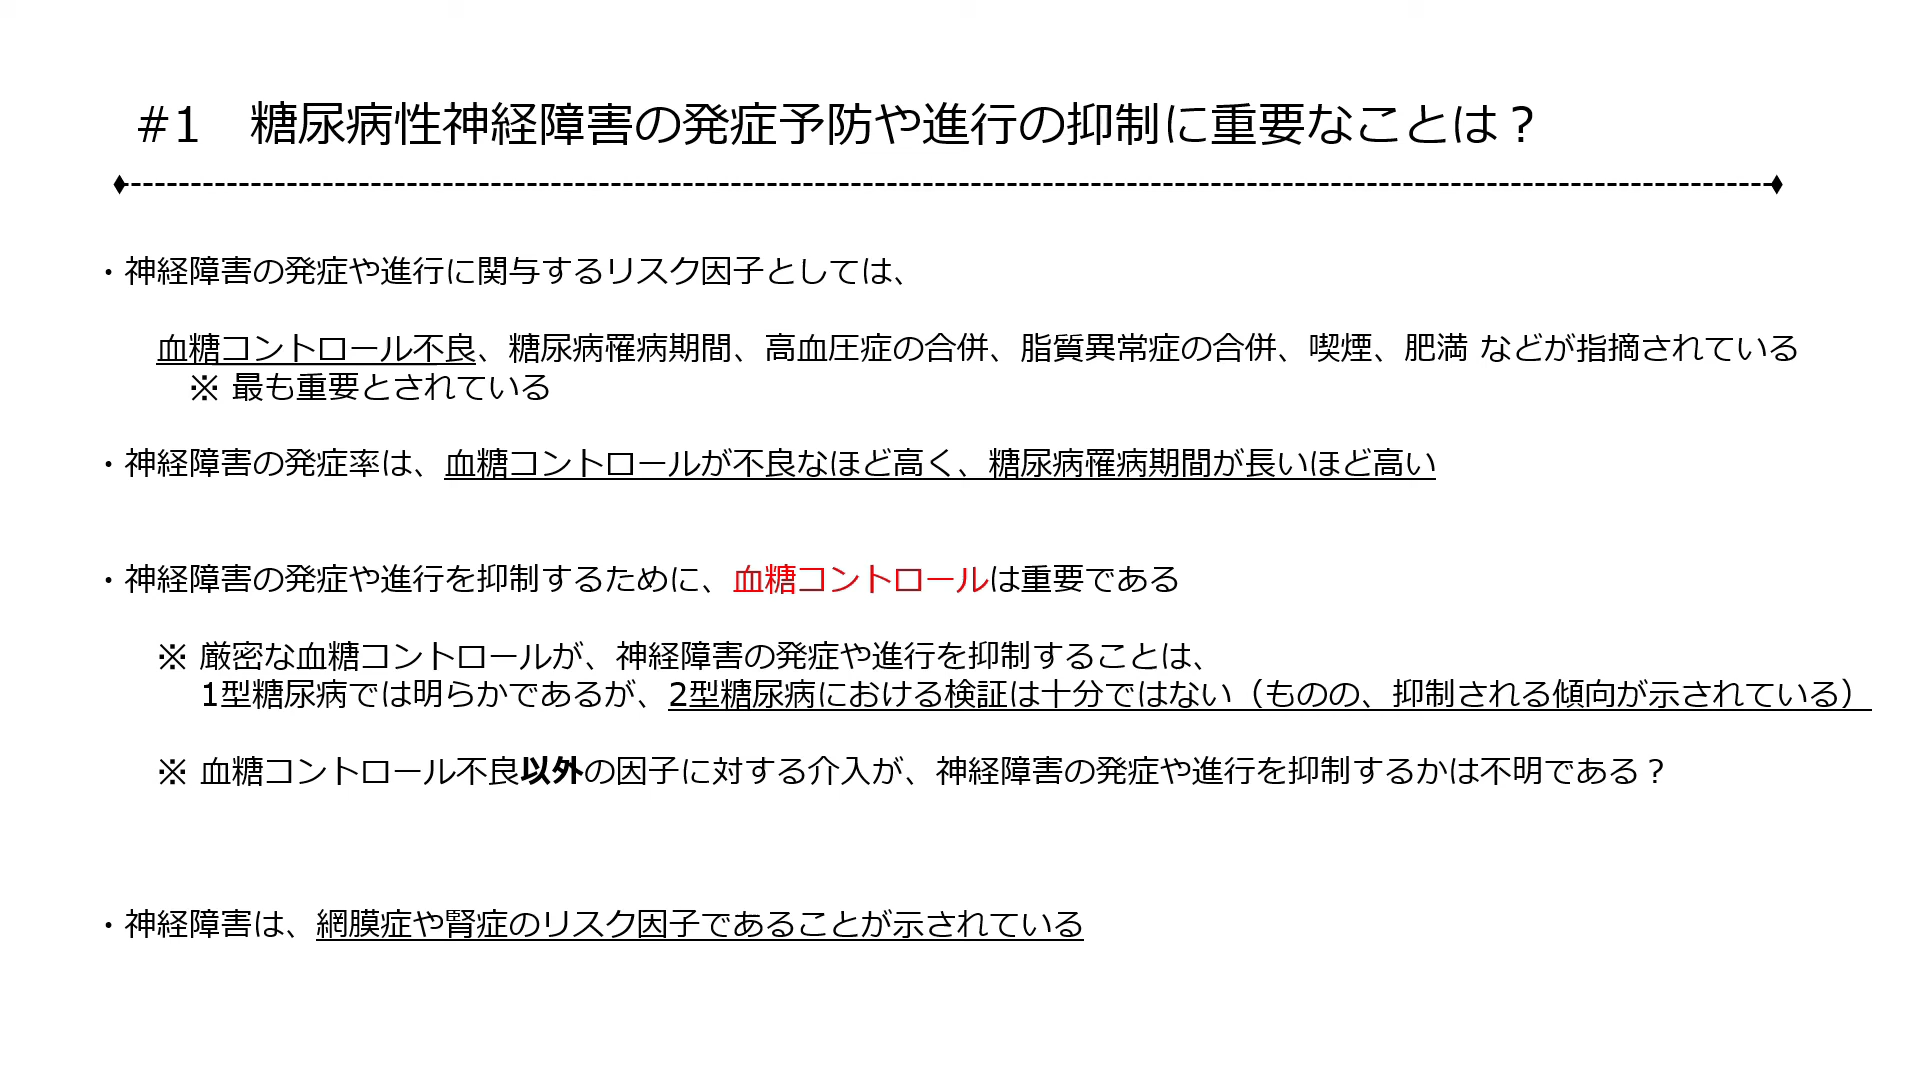 #1　糖尿病性神経障害の発症予防や進行の抑制に重要なことは？
・神経障害の発症や進行に関与するリスク因子としては、
血糖コントロール不良、糖尿病罹病期間、高血圧症の合併、脂質異常症の合併、喫煙、肥満 などが指摘されている
※ 最も重要とされている
・神経障害の発症率は、血糖コントロールが不良なほど高く、糖尿病罹病期間が長いほど高い
・神経障害の発症や進行を抑制するために、血糖コントロールは重要である
※ 厳密な血糖コントロールが、神経障害の発症や進行を抑制することは、
1型糖尿病では明らかであるが、2型糖尿病における検証は十分ではない（ものの、抑制される傾向が示されている）
※ 血糖コントロール不良以外の因子に対する介入が、神経障害の発症や進行を抑制するかは不明である？
・神経障害は、網膜症や腎症のリスク因子であることが示されている